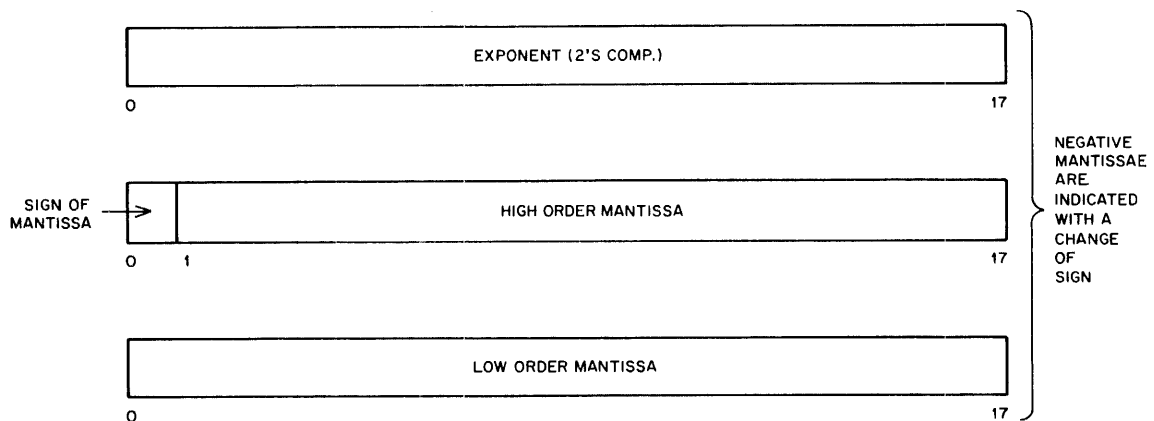 EXPONENT (2'S COMP.)
0 17
SIGN OF
MANTISSA
HIGH ORDER MANTISSA
0 1 17
LOW ORDER MANTISSA
0 17
NEGATIVE
MANTISSAE
ARE
INDICATED
WITH A
CHANGE
OF
SIGN